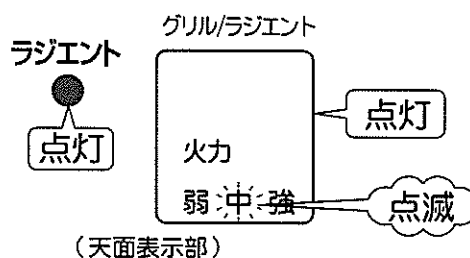 グリル/ラジエント
ラジエント
点灯
点灯
火力
弱 中 強
点滅
(天面表示部)